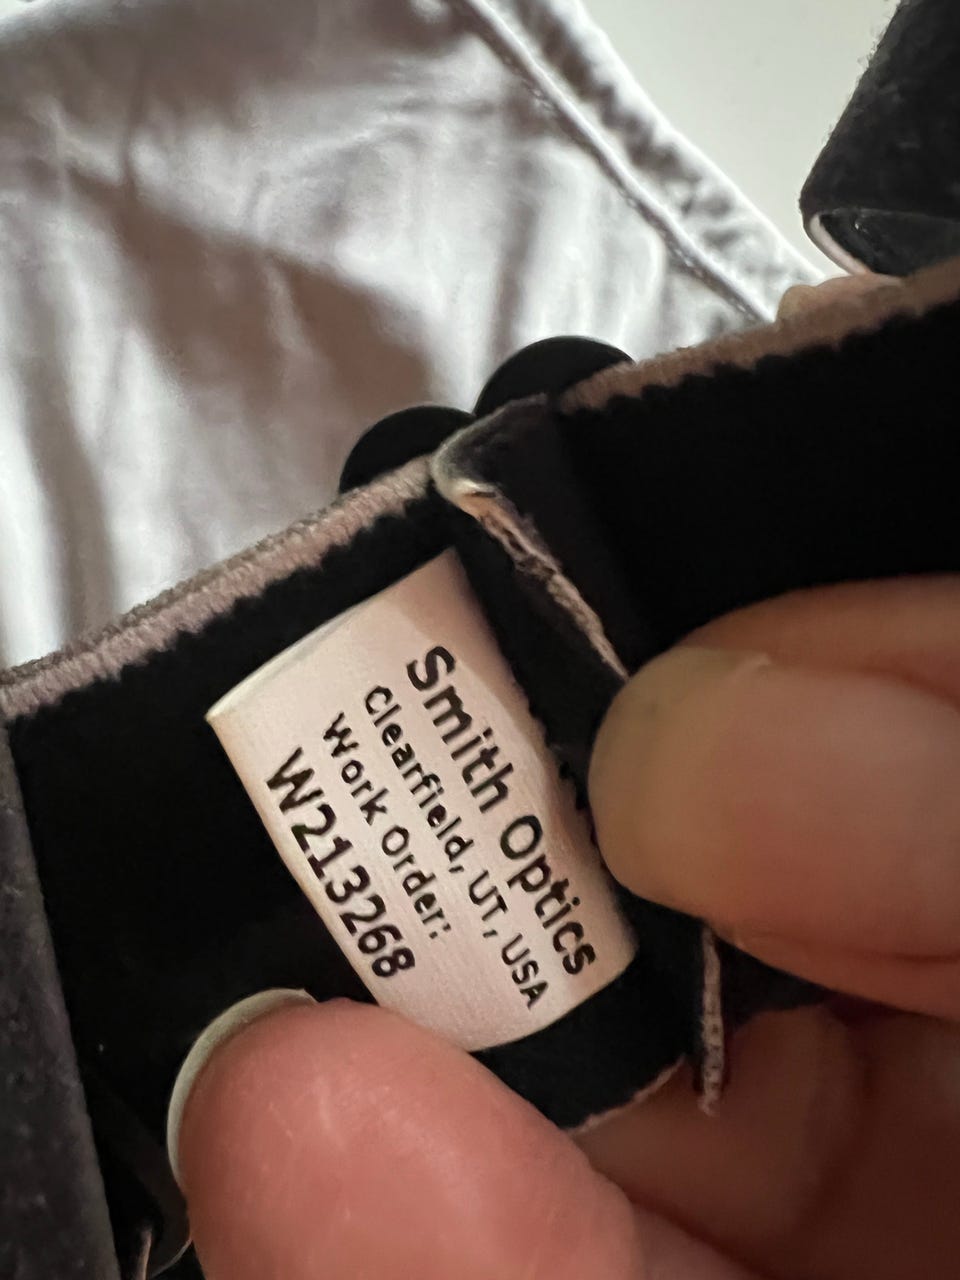 Smith Optics
Clearfield, UT, USA
Work Order:
W213268